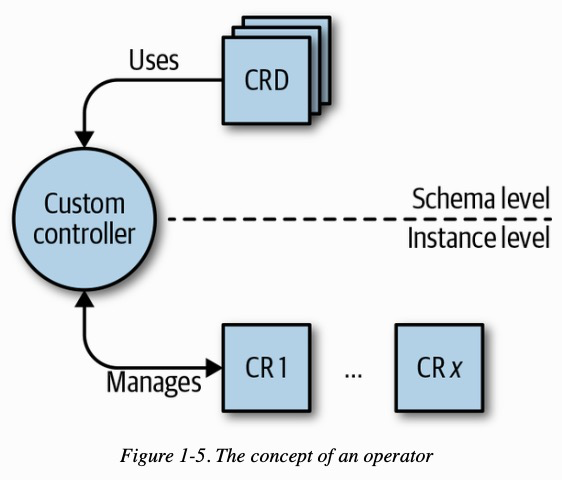 Uses
CRD
Custom
controller
Schema level
Instance level
Manages
CR 1
...
CR x
Figure 1-5. The concept of an operator